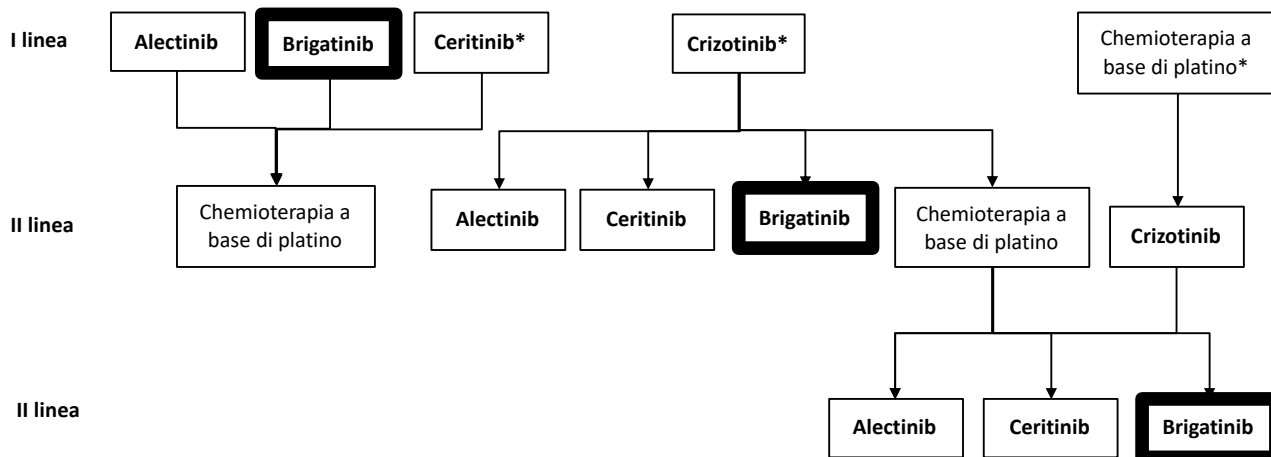 I linea
Alectinib
Brigatinib
Ceritinib*
Crizotinib*
Chemioterapia a
base di platino*
II linea
Chemioterapia a
base di platino
Alectinib
Ceritinib
Brigatinib
Chemioterapia a
base di platino
Crizotinib
II linea
Alectinib
Ceritinib
Brigatinib